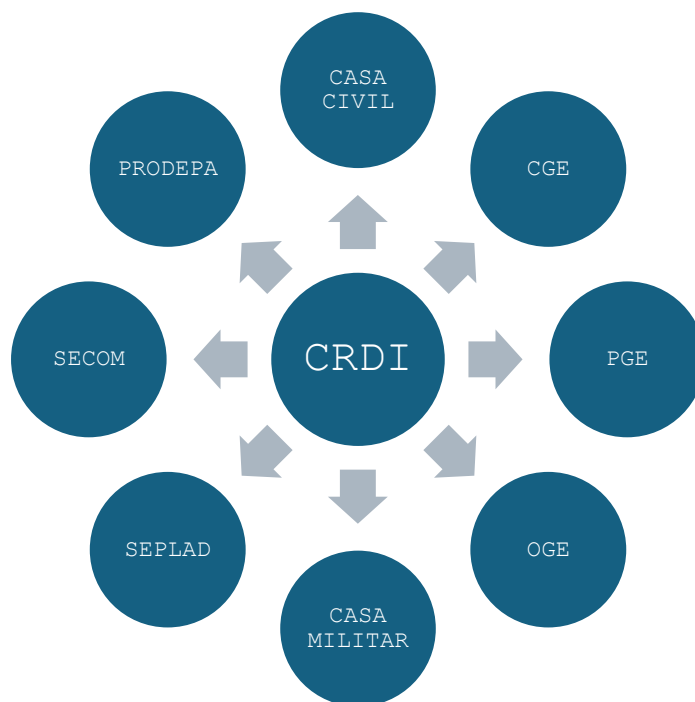 CASA
CIVIL
PRODEPA
CGE
SECOM
CRDI
PGE
SEPLAD
OGE
CASA
MILITAR